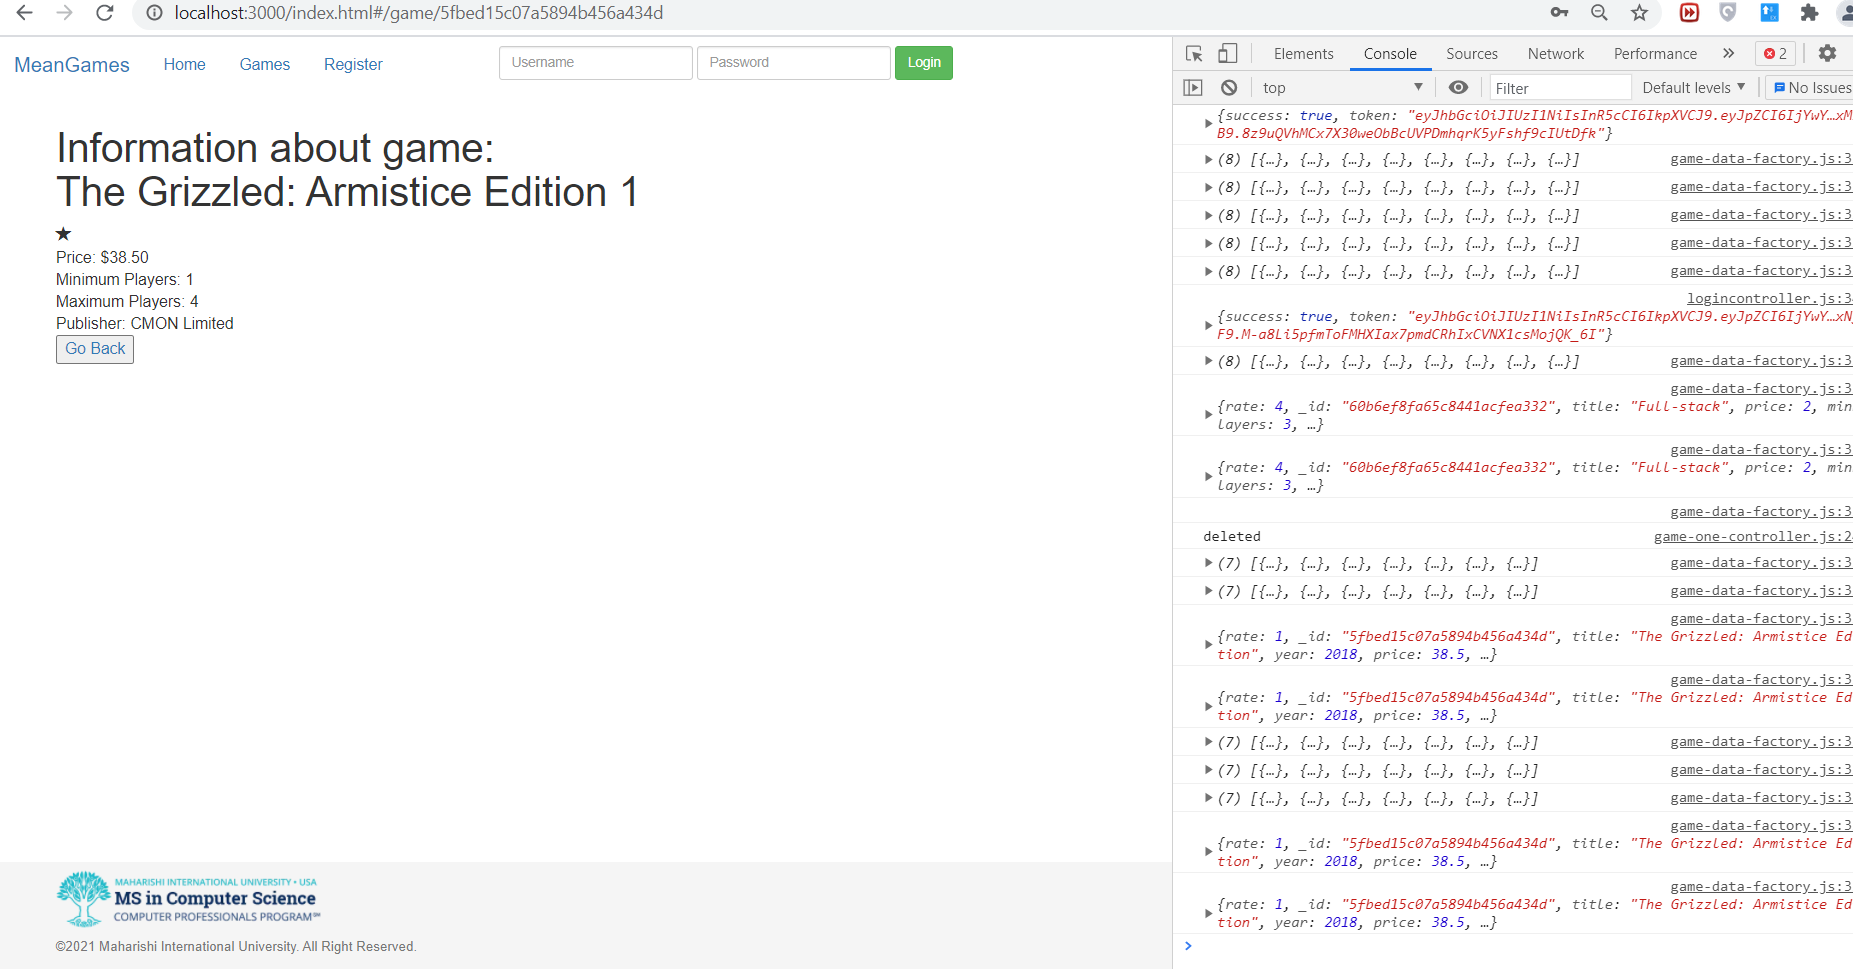 localhost:3000/index.html#/game/5fbed15c07a5894b456a434d
MeanGames Home Games Register Username Password Login
Information about game:
The Grizzled: Armistice Edition 1
★
Price: $38.50
Minimum Players: 1
Maximum Players: 4
Publisher: CMON Limited
Go Back
MAHARISHI INTERNATIONAL UNIVERSITY • USA
MS in Computer Science
COMPUTER PROFESSIONALS PROGRAM℠
©2021 Maharishi International University. All Right Reserved.
Elements Console Sources Network Performance » 2
top Filter Default levels ▼ No Issues
{success: true, token: "eyJhbGciOiJIUzI1NiIsInR5cCI6IkpXVCJ9.eyJpZCI6IjYwY…xM
B9.8z9uQVhMCx7X30weObBcUVPDmhqrK5yFshf9cIUtDfk"}
(8) [{…}, {…}, {…}, {…}, {…}, {…}, {…}, {…}] game-data-factory.js:3
(8) [{…}, {…}, {…}, {…}, {…}, {…}, {…}, {…}] game-data-factory.js:3
(8) [{…}, {…}, {…}, {…}, {…}, {…}, {…}, {…}] game-data-factory.js:3
(8) [{…}, {…}, {…}, {…}, {…}, {…}, {…}, {…}] game-data-factory.js:3
(8) [{…}, {…}, {…}, {…}, {…}, {…}, {…}, {…}] game-data-factory.js:3
logincontroller.js:3
{success: true, token: "eyJhbGciOiJIUzI1NiIsInR5cCI6IkpXVCJ9.eyJpZCI6IjYwY…xN
F9.M-a8Li5pfmToFMHXIax7pmdCRhIxCVNX1csMojQK_6I"}
(8) [{…}, {…}, {…}, {…}, {…}, {…}, {…}, {…}] game-data-factory.js:3
game-data-factory.js:3
{rate: 4, _id: "60b6ef8fa65c8441acfea332", title: "Full-stack", price: 2, min
layers: 3, …}
game-data-factory.js:3
{rate: 4, _id: "60b6ef8fa65c8441acfea332", title: "Full-stack", price: 2, min
layers: 3, …}
game-data-factory.js:3
deleted game-one-controller.js:2
(7) [{…}, {…}, {…}, {…}, {…}, {…}, {…}] game-data-factory.js:3
(7) [{…}, {…}, {…}, {…}, {…}, {…}, {…}] game-data-factory.js:3
game-data-factory.js:3
{rate: 1, _id: "5fbed15c07a5894b456a434d", title: "The Grizzled: Armistice Ed
tion", year: 2018, price: 38.5, …}
game-data-factory.js:3
{rate: 1, _id: "5fbed15c07a5894b456a434d", title: "The Grizzled: Armistice Ed
tion", year: 2018, price: 38.5, …}
(7) [{…}, {…}, {…}, {…}, {…}, {…}, {…}] game-data-factory.js:3
(7) [{…}, {…}, {…}, {…}, {…}, {…}, {…}] game-data-factory.js:3
(7) [{…}, {…}, {…}, {…}, {…}, {…}, {…}] game-data-factory.js:3
game-data-factory.js:3
{rate: 1, _id: "5fbed15c07a5894b456a434d", title: "The Grizzled: Armistice Ed
tion", year: 2018, price: 38.5, …}
game-data-factory.js:3
{rate: 1, _id: "5fbed15c07a5894b456a434d", title: "The Grizzled: Armistice Ed
tion", year: 2018, price: 38.5, …}